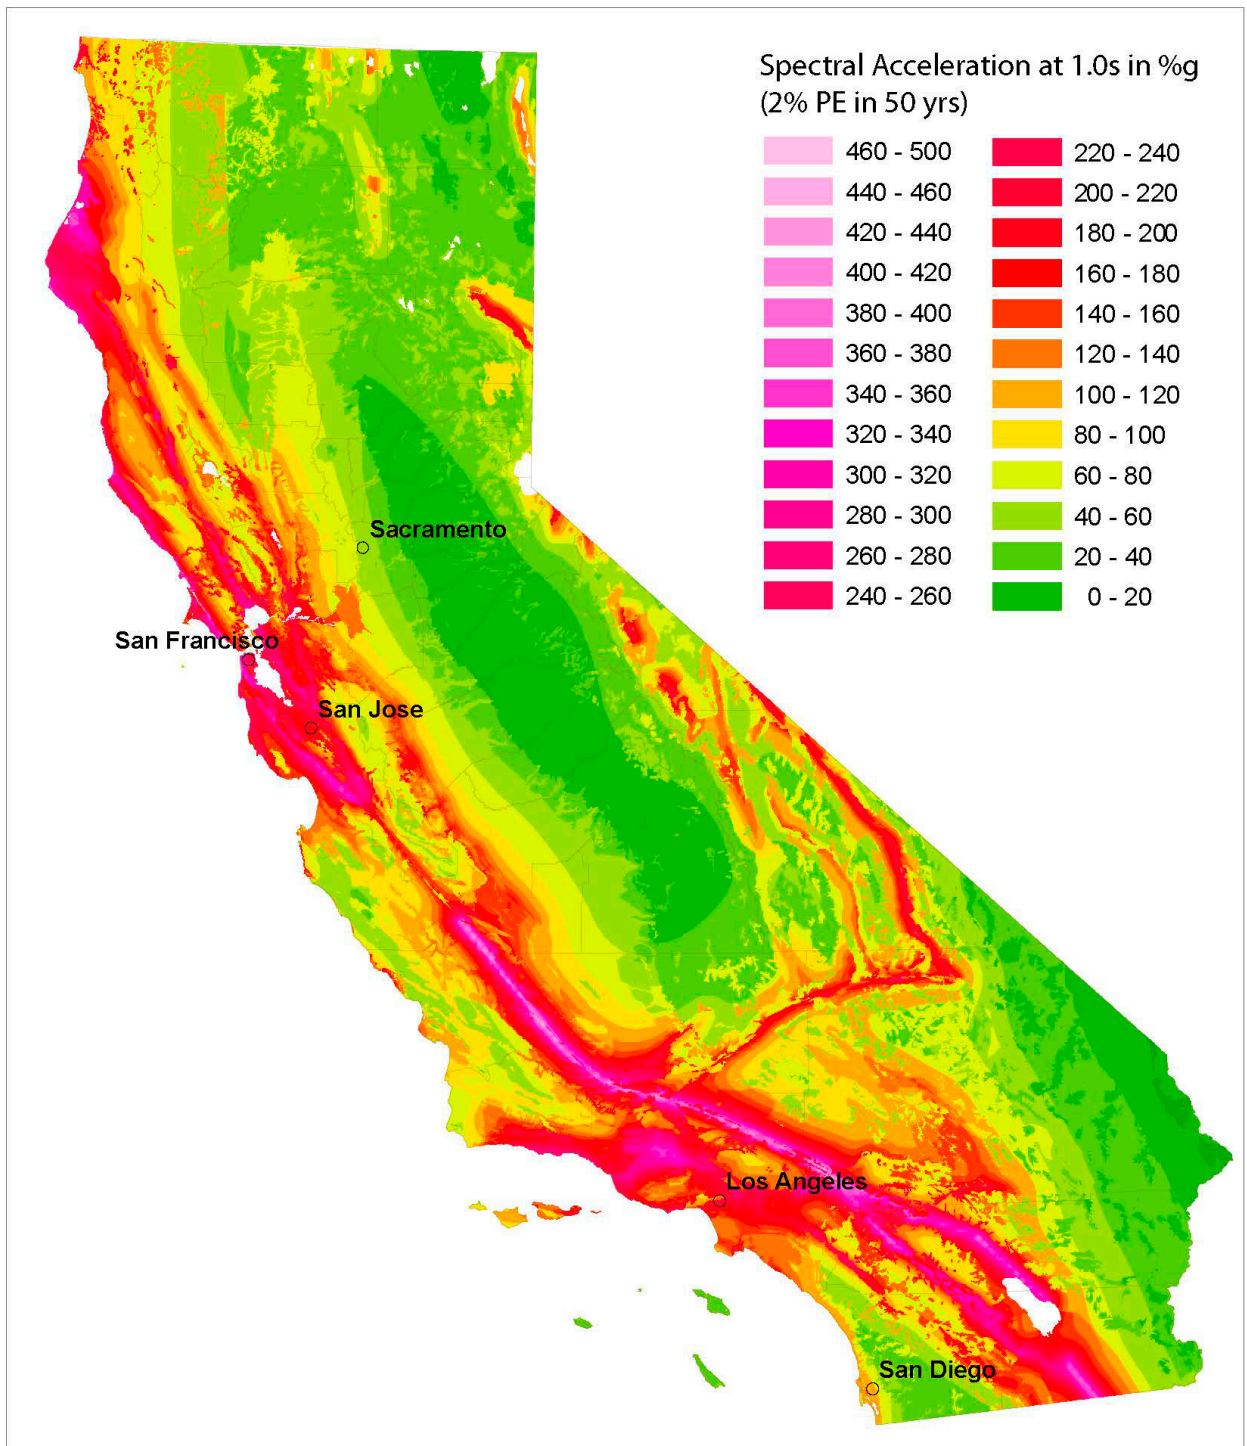 Spectral Acceleration at 1.0s in %g
(2% PE in 50 yrs)
460 - 500
440 - 460
420 - 440
400 - 420
380 - 400
360 - 380
340 - 360
320 - 340
300 - 320
280 - 300
260 - 280
240 - 260
220 - 240
200 - 220
180 - 200
160 - 180
140 - 160
120 - 140
100 - 120
80 - 100
60 - 80
40 - 60
20 - 40
0 - 20
Sacramento
San Francisco
San Jose
Los Angeles
San Diego